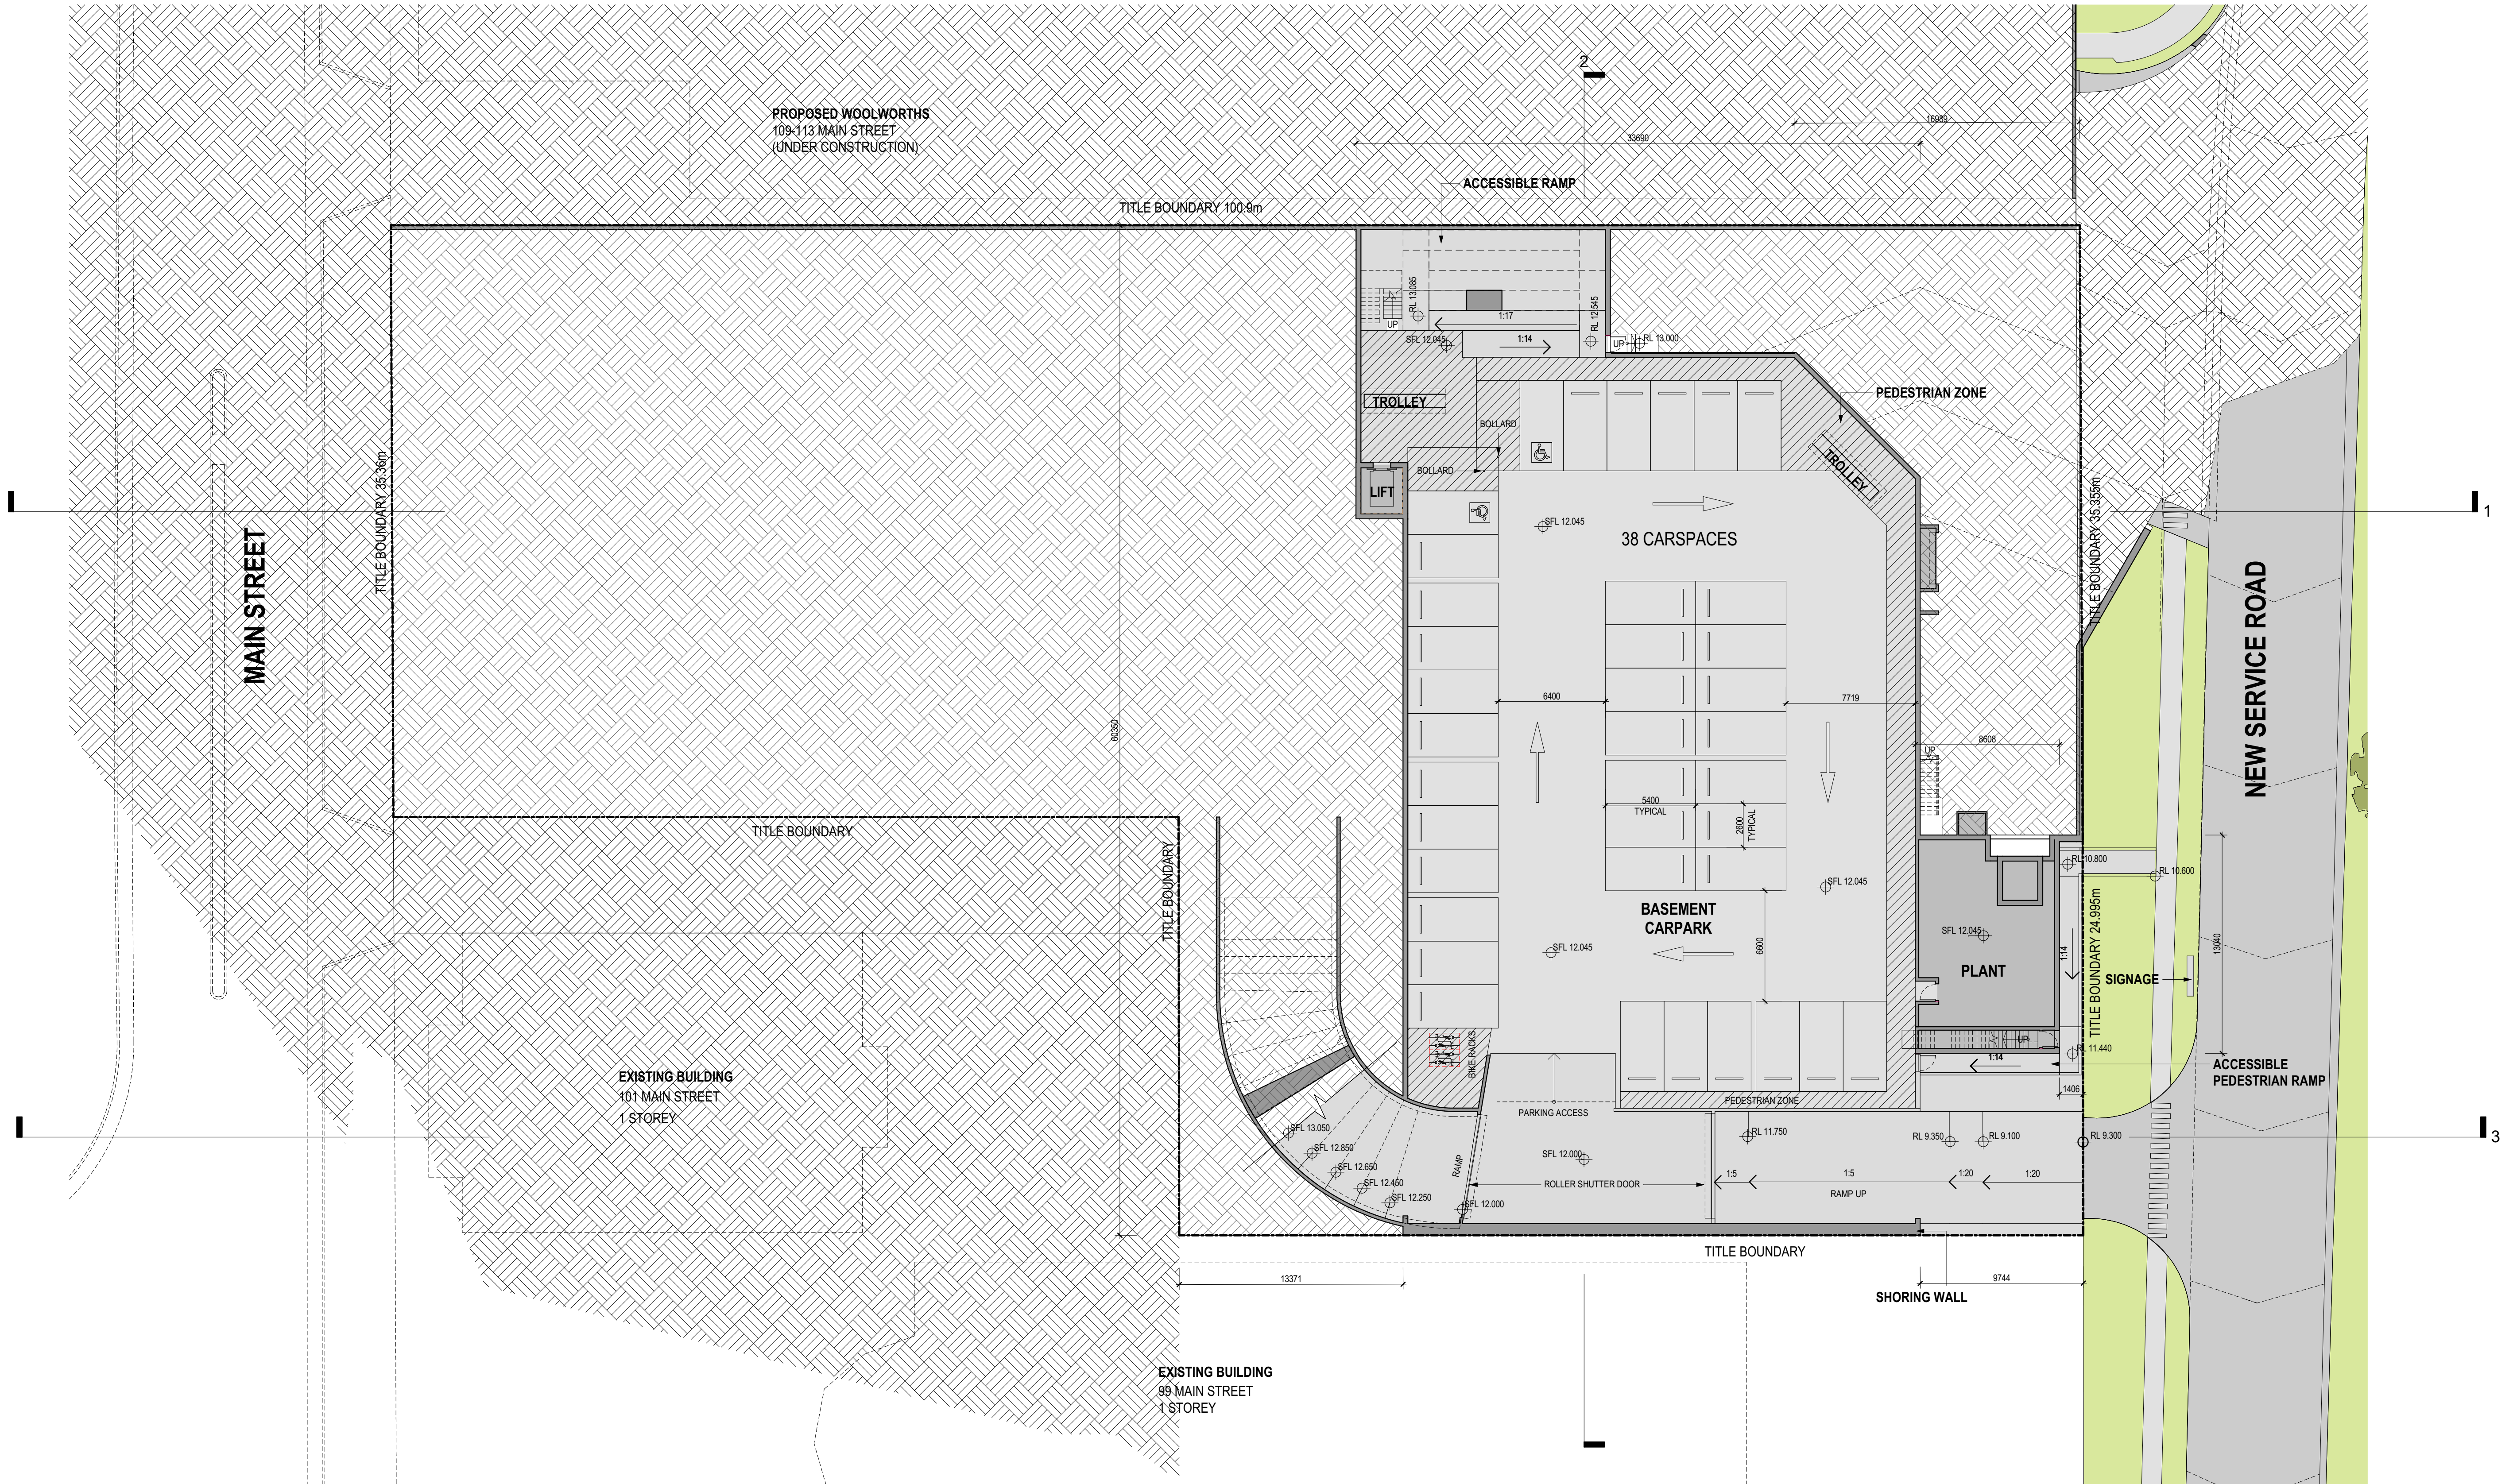 2
PROPOSED WOOLWORTHS
109-113 MAIN STREET
(UNDER CONSTRUCTION)
16989
33690
ACCESSIBLE RAMP
TITLE BOUNDARY 100.9m
RL 13.085
RL 12.545
UP
1:17
SFL 12.045
1:14
UP
RL 13.000
TROLLEY
PEDESTRIAN ZONE
BOLLARD
BOLLARD
TROLLEY
LIFT
TITLE BOUNDARY 35.36m
MAIN STREET
SFL 12.045
38 CARSPACES
TITLE BOUNDARY 35.355m
1
NEW SERVICE ROAD
6400
7719
60350
8608
UP
5400
TYPICAL
2600
TYPICAL
TITLE BOUNDARY
TITLE BOUNDARY
RL 10.800
RL 10.600
SFL 12.045
BASEMENT
CARPARK
6600
SFL 12.045
SFL 12.045
PLANT
1:14
TITLE BOUNDARY 24.995m
13040
SIGNAGE
UP
RL 11.440
1:14
ACCESSIBLE
PEDESTRIAN RAMP
1406
BIKE RACKS
EXISTING BUILDING
101 MAIN STREET
1 STOREY
PEDESTRIAN ZONE
PARKING ACCESS
SFL 13.050
SFL 12.850
SFL 12.650
SFL 12.450
SFL 12.250
SFL 12.000
RAMP
SFL 12.000
ROLLER SHUTTER DOOR
RL 11.750
RL 9.350
RL 9.100
RL 9.300
3
1:5
1:5
1:20
1:20
RAMP UP
TITLE BOUNDARY
13371
9744
SHORING WALL
EXISTING BUILDING
99 MAIN STREET
1 STOREY